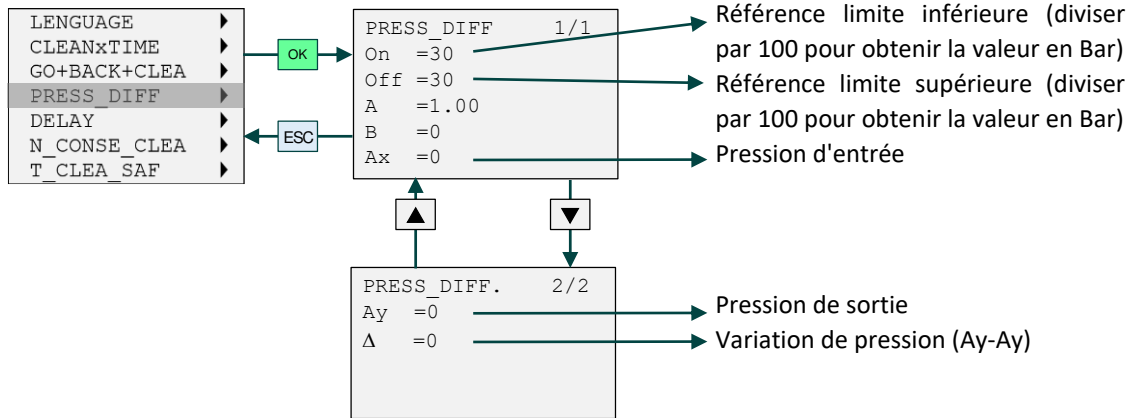 LENGUAGE
CLEANxTIME
GO+BACK+CLEA
PRESS_DIFF
DELAY
N_CONSE_CLEA
T_CLEA_SAF
OK
ESC
PRESS_DIFF 1/1
On =30
Off =30
A =1.00
B =0
Ax =0
Référence limite inférieure (diviser
par 100 pour obtenir la valeur en Bar)
Référence limite supérieure (diviser
par 100 pour obtenir la valeur en Bar)
Pression d'entrée
PRESS_DIFF. 2/2
Ay =0
Δ =0
Pression de sortie
Variation de pression (Ay-Ay)